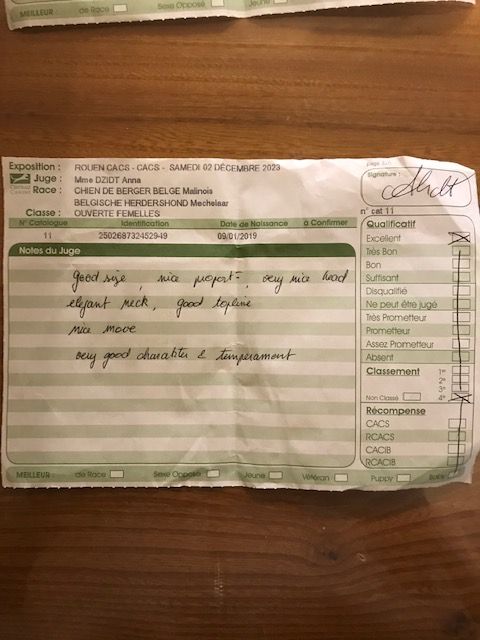 MEILLEUR : de Race Sexe Opposé Jeune
Exposition : ROUEN CACS - CACS - SAMEDI 02 DÉCEMBRE 2023
Juge : Mme DZIDT Anna
Race : CHIEN DE BERGER BELGE Malinois
BELGISCHE HERDERSHOND Mechelaar
Classe : OUVERTE FEMELLES
Signature :
n° cat 11
N° Catalogue Identification Date de Naissance à Confirmer
11 250268732452949 09/01/2019
Notes du Juge
good size, nice proport=, very nice head
elegant neck, good topline
nice move
very good charakter & temperament
Qualificatif
Excellent
Très Bon
Bon
Suffisant
Disqualifié
Ne peut être jugé
Très Prometteur
Prometteur
Assez Prometteur
Absent
Classement 1er
2e
3e
Non Classé 4e
Récompense
CACS
RCACS
CACIB
RCACIB
MEILLEUR : de Race Sexe Opposé Jeune Vétéran Puppy